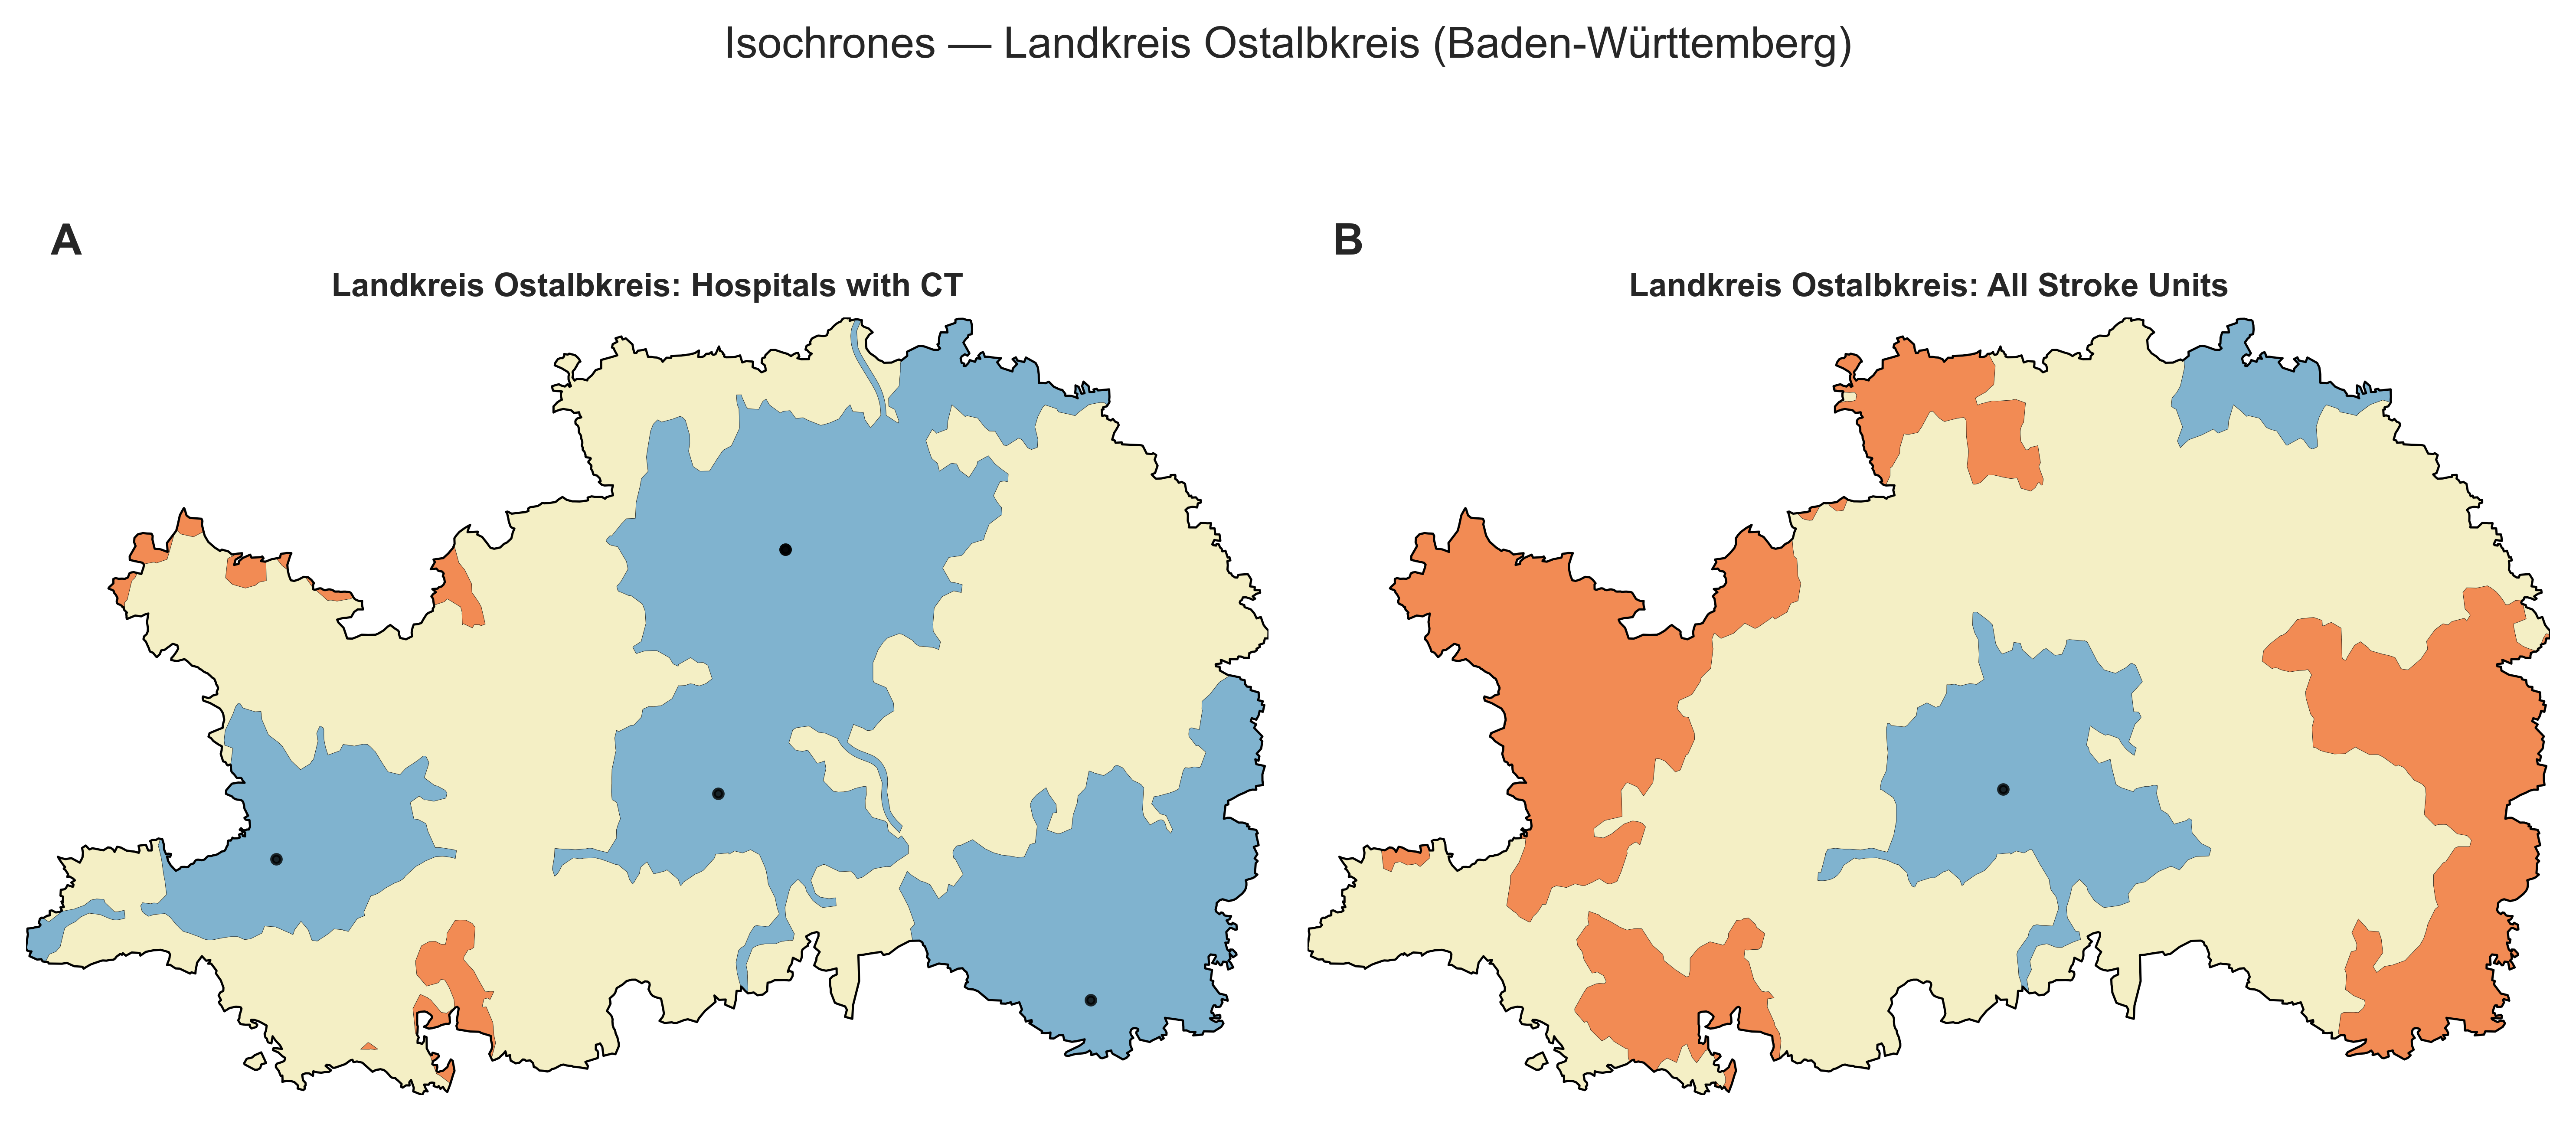 Isochrones — Landkreis Ostalbkreis (Baden-Württemberg)
A
Landkreis Ostalbkreis: Hospitals with CT
B
Landkreis Ostalbkreis: All Stroke Units